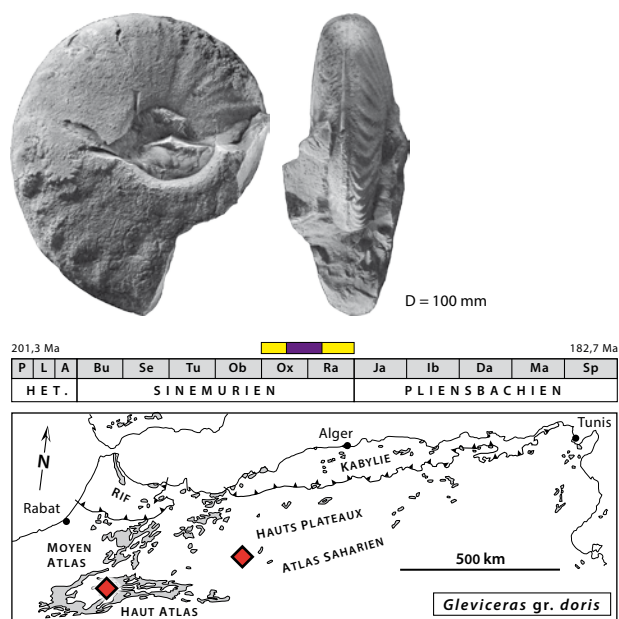 D = 100 mm
201,3 Ma 182,7 Ma
P L A Bu Se Tu Ob Ox Ra Ja Ib Da Ma Sp
HET. SINEMURIEN PLIENSBACHIEN
Tunis
Alger
N
KABYLIE
RIF
Rabat
HAUTS PLATEAUX
MOYEN
ATLAS
ATLAS SAHARIEN
500 km
HAUT ATLAS
Gleviceras gr. doris